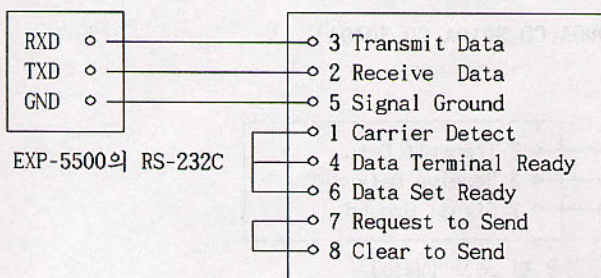 RXD
TXD
GND
EXP-5500의 RS-232C
3 Transmit Data
2 Receive Data
5 Signal Ground
1 Carrier Detect
4 Data Terminal Ready
6 Data Set Ready
7 Request to Send
8 Clear to Send